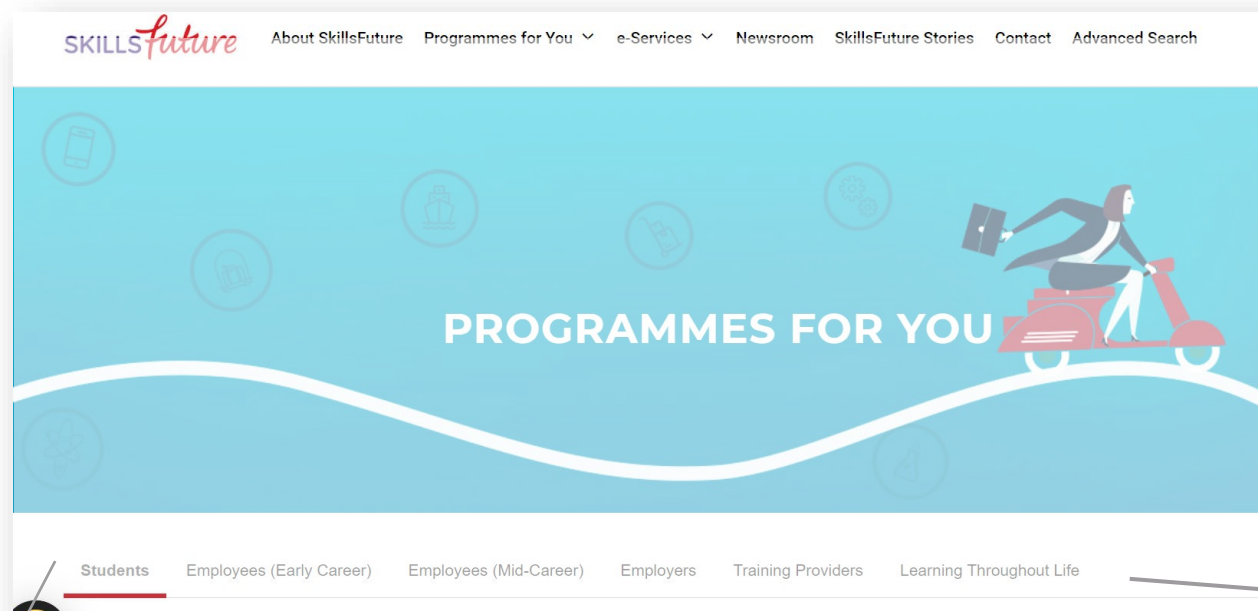 SKILLSfuture
About SkillsFuture Programmes for You e-Services Newsroom SkillsFuture Stories Contact Advanced Search
PROGRAMMES FOR YOU
Students Employees (Early Career) Employees (Mid-Career) Employers Training Providers Learning Throughout Life